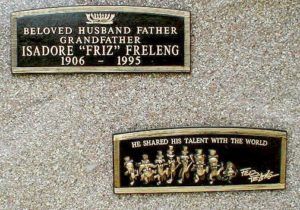 BELOVED HUSBAND FATHER
GRANDFATHER
ISADORE "FRIZ" FRELENG
1906 - 1995
HE SHARED HIS TALENT WITH THE WORLD